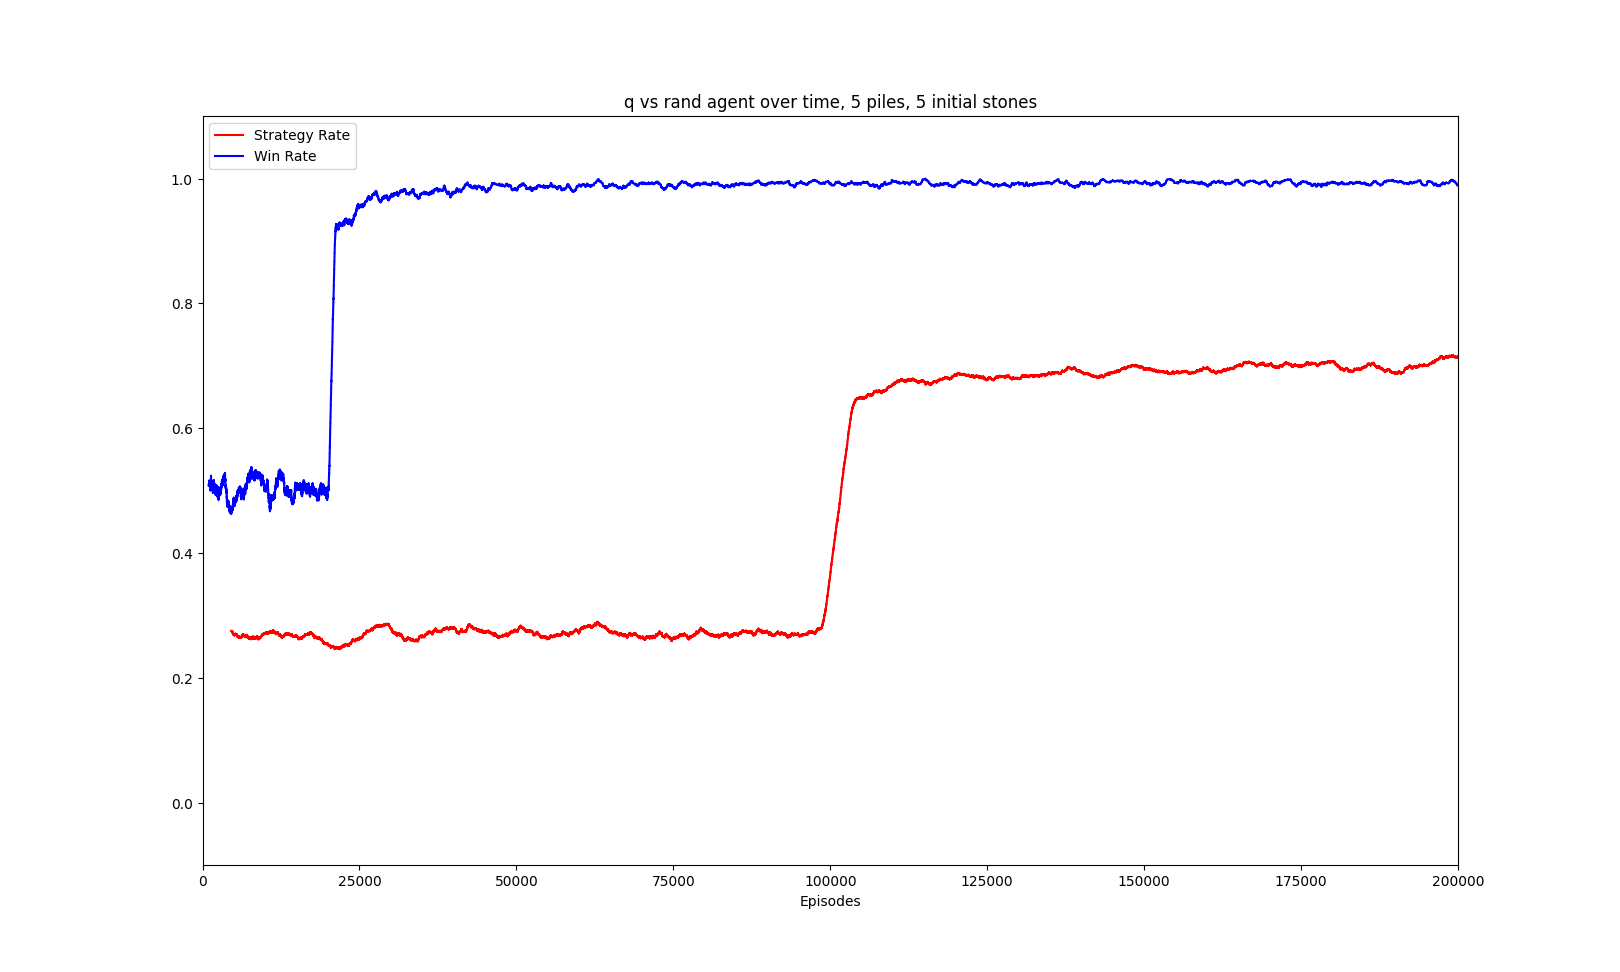 q vs rand agent over time, 5 piles, 5 initial stones
Strategy Rate
Win Rate
1.0
0.8
0.6
0.4
0.2
0.0
0 25000 50000 75000 100000 125000 150000 175000 200000
Episodes